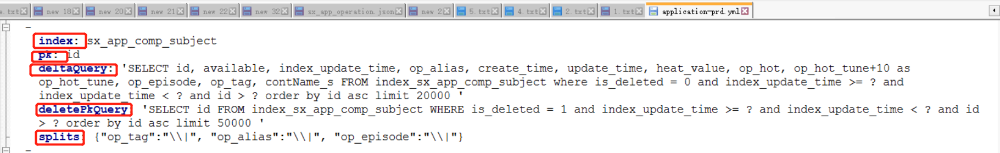 e.txt new 18 new 20 new 21 new 22 new 32 sx_app_operation.json new 2 5.txt 4.txt 2.txt 1.txt application-prd.yml
-
index: sx_app_comp_subject
pk: id
deltaQuery: 'SELECT id, available, index_update_time, op_alias, create_time, update_time, heat_value, op_hot, op_hot_tune+10 as
op_hot_tune, op_episode, op_tag, contName_s FROM index_sx_app_comp_subject where is_deleted = 0 and index_update_time >= ? and
index_update_time < ? and id > ? order by id asc limit 20000 '
deletePkQuery: 'SELECT id FROM index_sx_app_comp_subject WHERE is_deleted = 1 and index_update_time >= ? and index_update_time < ? and id
> ? order by id asc limit 50000 '
splits: {"op_tag":"\\|", "op_alias":"\\|", "op_episode":"\\|"}
-